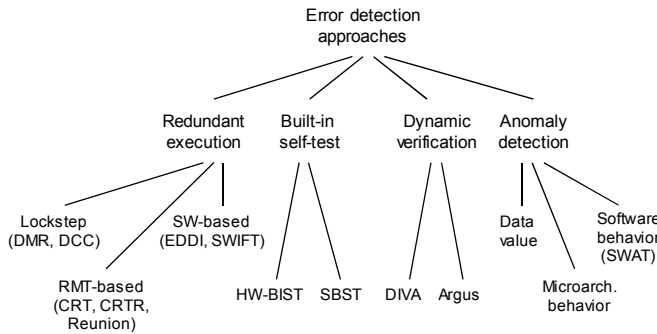 Error detection
approaches
Redundant
execution
Built-in
self-test
Dynamic
verification
Anomaly
detection
Lockstep
(DMR, DCC)
SW-based
(EDDI, SWIFT)
Data
value
Software
behavior
(SWAT)
RMT-based
(CRT, CRTR,
Reunion)
HW-BIST
SBST
DIVA
Argus
Microarch.
behavior